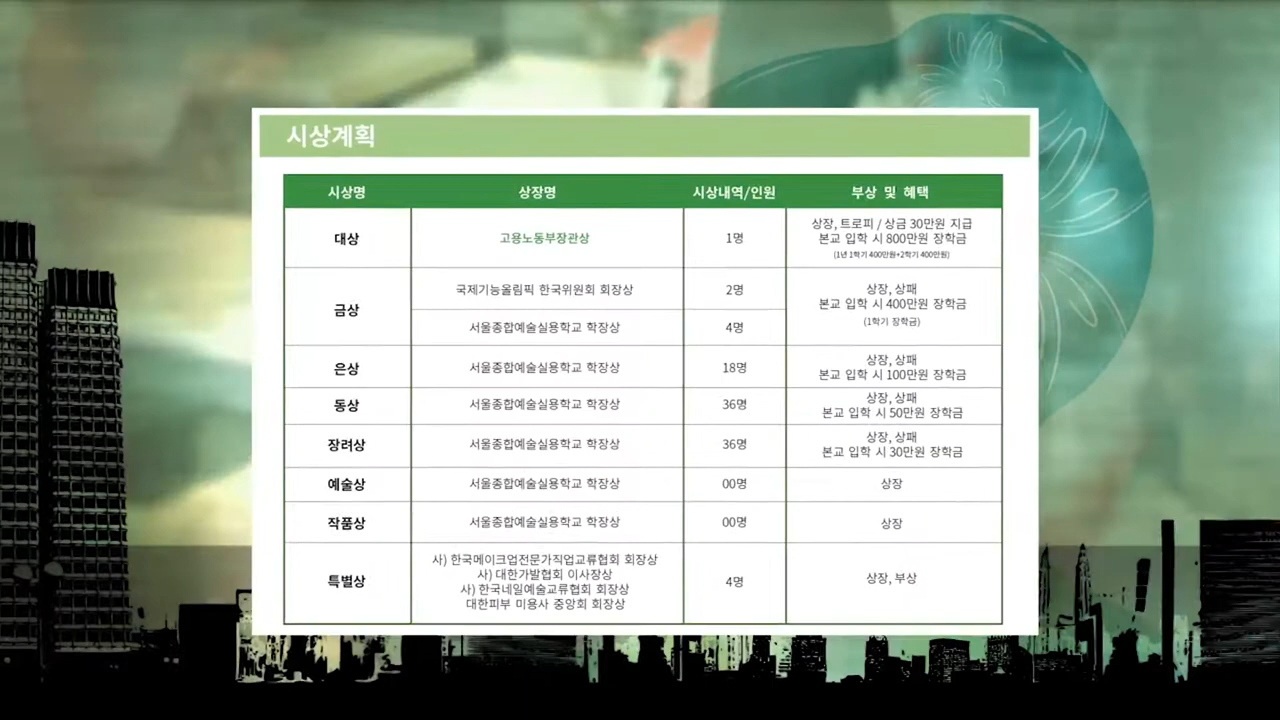 시상계획
시상명 상장명 시상내역/인원 부상 및 혜택
대상 고용노동부장관상 1명 상장, 트로피 / 상금 30만원 지급
본교 입학 시 800만원 장학금
(1년 1학기 400만원+2학기 400만원)
금상 국제기능올림픽 한국위원회 회장상 2명 상장, 상패
본교 입학 시 400만원 장학금
(1학기 장학금)
서울종합예술실용학교 학장상 4명
은상 서울종합예술실용학교 학장상 18명 상장, 상패
본교 입학 시 100만원 장학금
동상 서울종합예술실용학교 학장상 36명 상장, 상패
본교 입학 시 50만원 장학금
장려상 서울종합예술실용학교 학장상 36명 상장, 상패
본교 입학 시 30만원 장학금
예술상 서울종합예술실용학교 학장상 00명 상장
작품상 서울종합예술실용학교 학장상 00명 상장
특별상 사) 한국메이크업전문가직업교류협회 회장상
사) 대한가발협회 이사장상
사) 한국네일예술교류협회 회장상
대한피부 미용사 중앙회 회장상
4명 상장, 부상